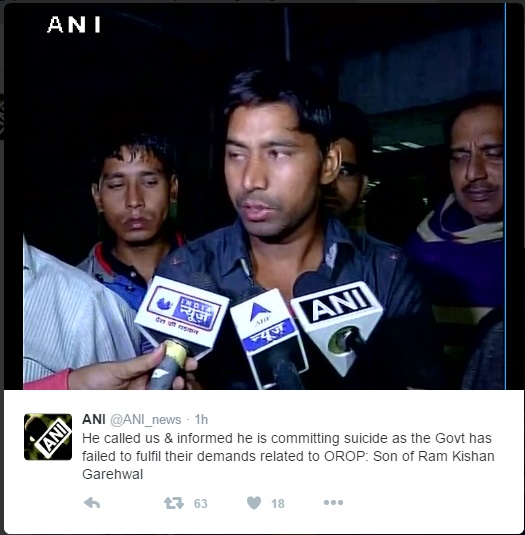 ANI
INDIA
न्यूज़
देश की धड़कन
ABP
न्यूज़
ANI
ANI
ANI @ANI_news · 1h
He called us & informed he is committing suicide as the Govt has
failed to fulfil their demands related to OROP: Son of Ram Kishan
Garehwal
63
18